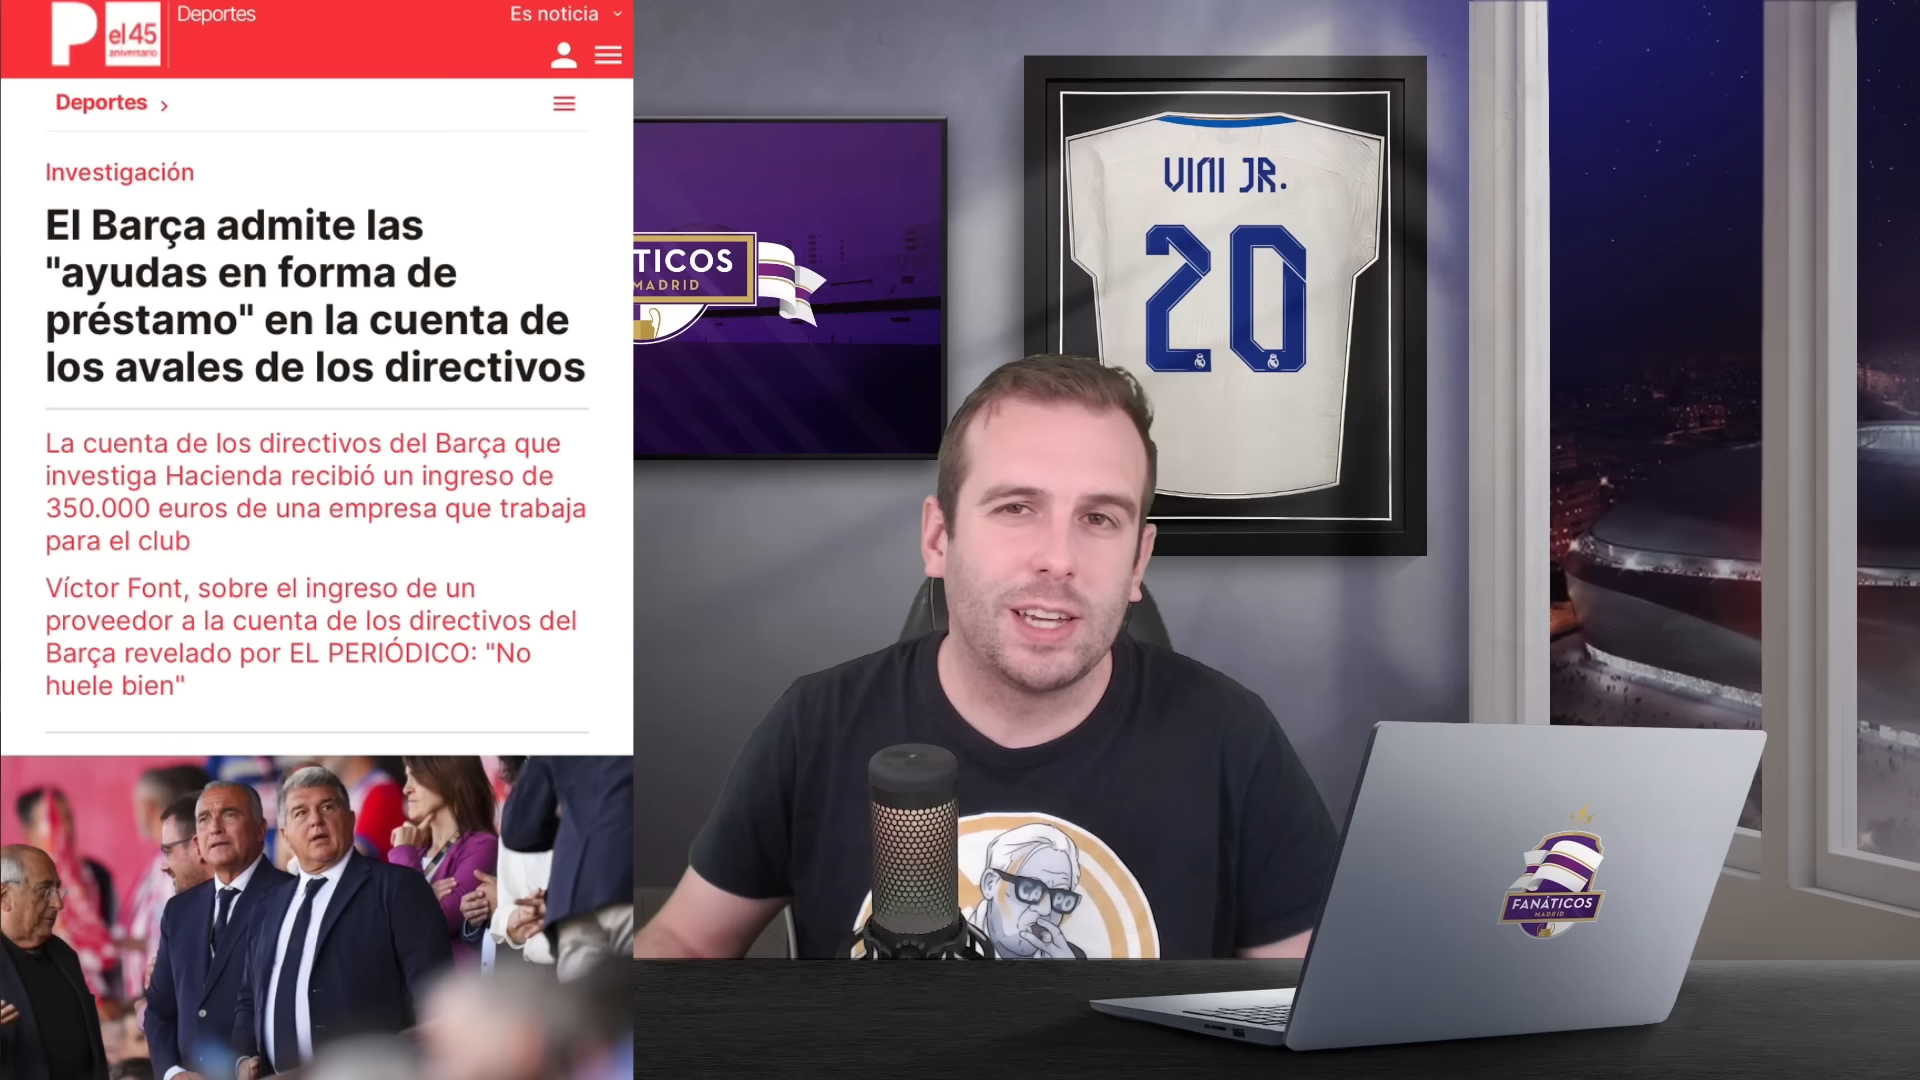 el 45
aniversario
Deportes
Es noticia
Deportes
Investigación
El Barça admite las
"ayudas en forma de
préstamo" en la cuenta de
los avales de los directivos
La cuenta de los directivos del Barça que
investiga Hacienda recibió un ingreso de
350.000 euros de una empresa que trabaja
para el club
Víctor Font, sobre el ingreso de un
proveedor a la cuenta de los directivos del
Barça revelado por EL PERIÓDICO: "No
huele bien"
TICOS
MADRID
VINI JR.
20
CAPO
FANÁTICOS
MADRID